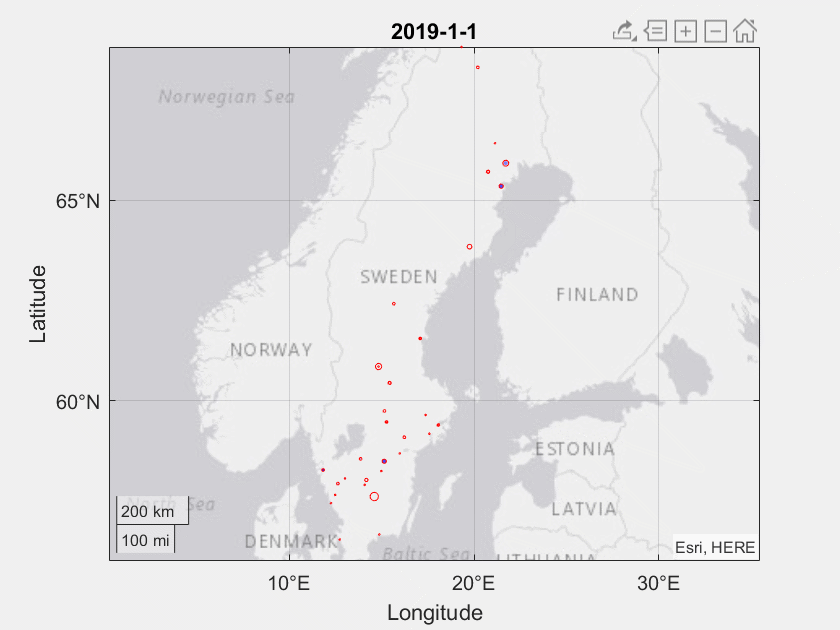 2019-1-1
Norwegian Sea
65°N
SWEDEN
FINLAND
NORWAY
Latitude
60°N
ESTONIA
North Sea
200 km
LATVIA
100 mi
DENMARK
Baltic Sea
LITHUANIA
Esri, HERE
10°E
20°E
30°E
Longitude